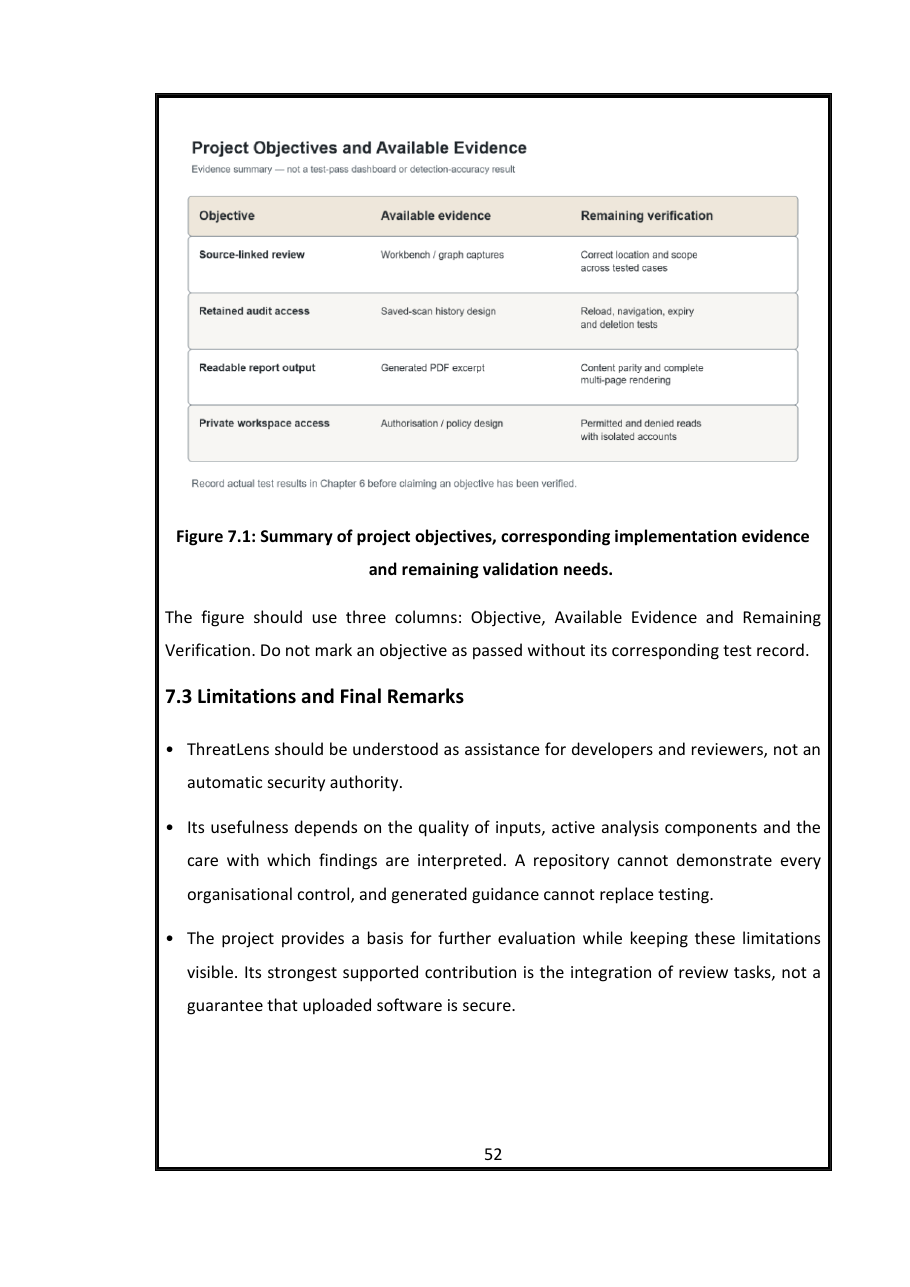 Project Objectives and Available Evidence
Evidence summary — not a test-pass dashboard or detection-accuracy result
Objective Available evidence Remaining verification
Source-linked review Workbench / graph captures Correct location and scope
across tested cases
Retained audit access Saved-scan history design Reload, navigation, expiry
and deletion tests
Readable report output Generated PDF excerpt Content parity and complete
multi-page rendering
Private workspace access Authorisation / policy design Permitted and denied reads
with isolated accounts
Record actual test results in Chapter 6 before claiming an objective has been verified.
Figure 7.1: Summary of project objectives, corresponding implementation evidence
and remaining validation needs.
The figure should use three columns: Objective, Available Evidence and Remaining
Verification. Do not mark an objective as passed without its corresponding test record.
7.3 Limitations and Final Remarks
• ThreatLens should be understood as assistance for developers and reviewers, not an
automatic security authority.
• Its usefulness depends on the quality of inputs, active analysis components and the
care with which findings are interpreted. A repository cannot demonstrate every
organisational control, and generated guidance cannot replace testing.
• The project provides a basis for further evaluation while keeping these limitations
visible. Its strongest supported contribution is the integration of review tasks, not a
guarantee that uploaded software is secure.
52